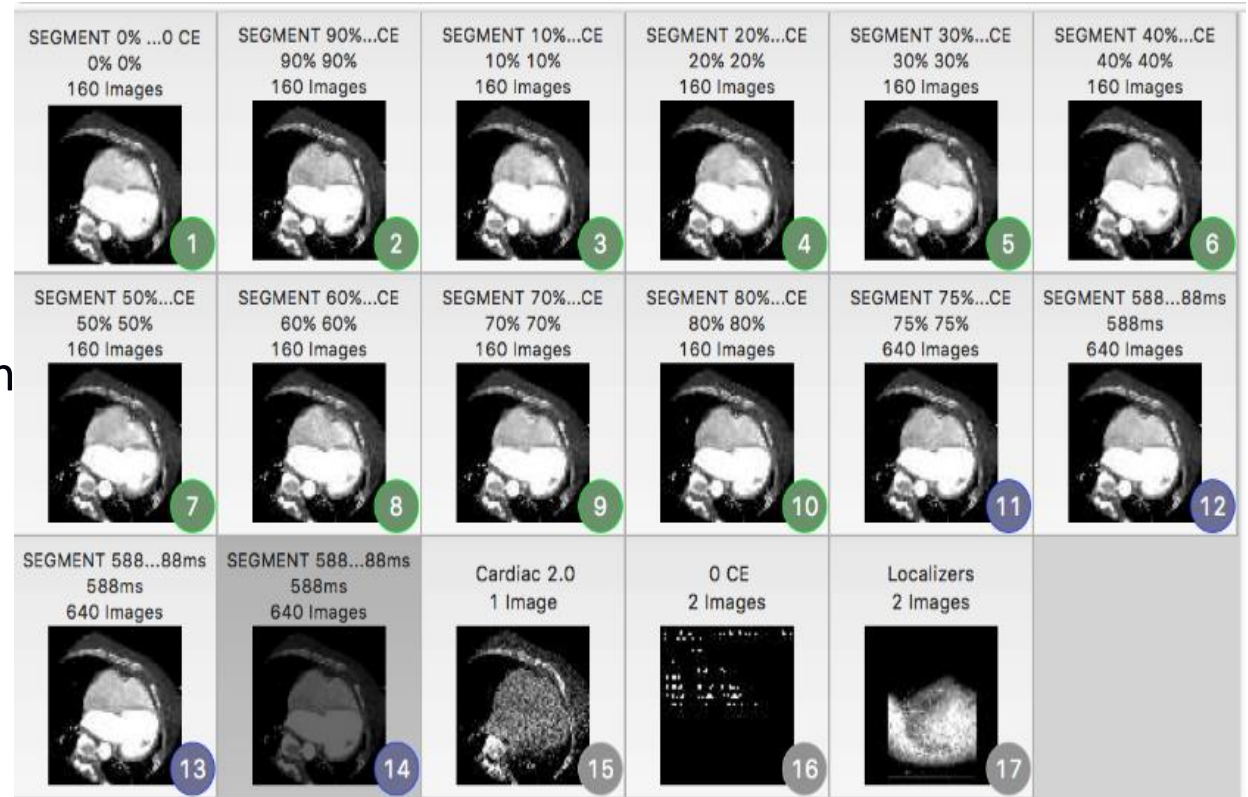 SEGMENT 0% ...0 CE
0% 0%
160 Images
1
SEGMENT 90%...CE
90% 90%
160 Images
2
SEGMENT 10%...CE
10% 10%
160 Images
3
SEGMENT 20%...CE
20% 20%
160 Images
4
SEGMENT 30%...CE
30% 30%
160 Images
5
SEGMENT 40%...CE
40% 40%
160 Images
6
n
SEGMENT 50%...CE
50% 50%
160 Images
7
SEGMENT 60%...CE
60% 60%
160 Images
8
SEGMENT 70%...CE
70% 70%
160 Images
9
SEGMENT 80%...CE
80% 80%
160 Images
10
SEGMENT 75%...CE
75% 75%
640 Images
11
SEGMENT 588...88ms
588ms
640 Images
12
SEGMENT 588...88ms
588ms
640 Images
13
SEGMENT 588...88ms
588ms
640 Images
14
Cardiac 2.0
1 Image
15
0 CE
2 Images
16
Localizers
2 Images
17